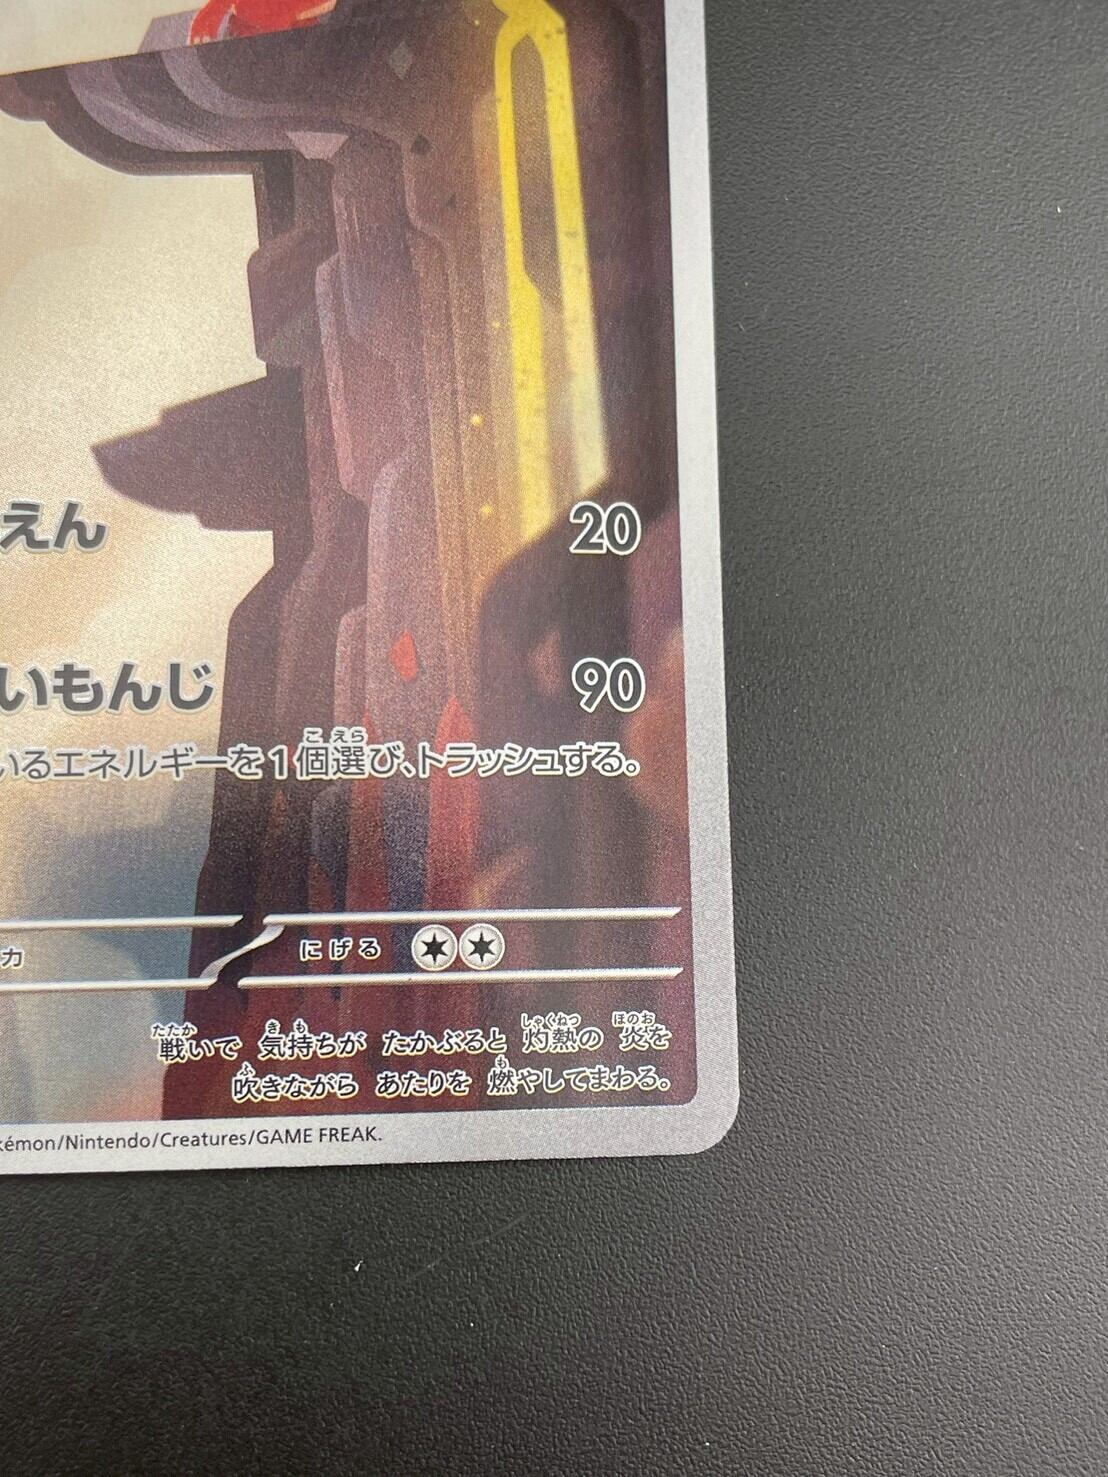 えん 20
いもんじ 90
いるエネルギーを1個選び、トラッシュする。
カ にげる
戦いで 気持ちが たかぶると 灼熱の 炎を
吹きながら あたりを 燃やしてまわる。
kémon/Nintendo/Creatures/GAME FREAK.